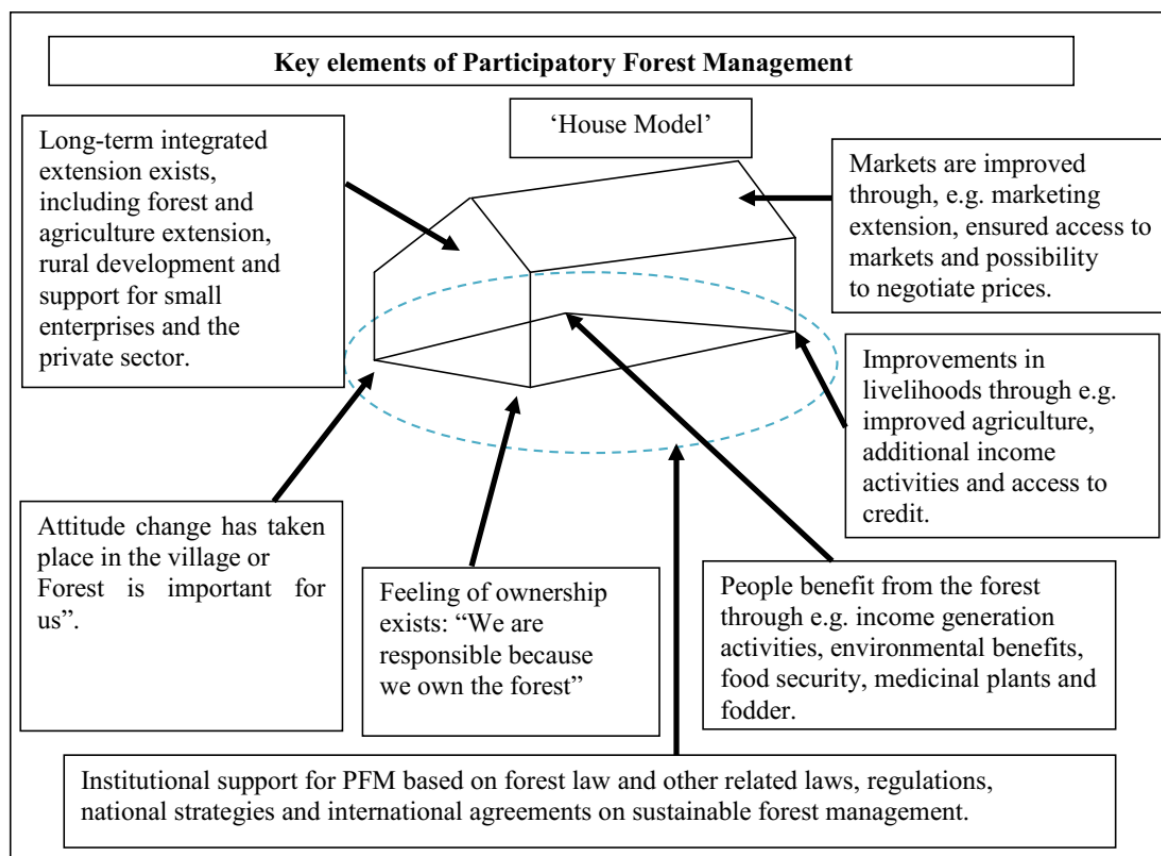 Key elements of Participatory Forest Management
‘House Model’
Long-term integrated
extension exists,
including forest and
agriculture extension,
rural development and
support for small
enterprises and the
private sector.
Markets are improved
through, e.g. marketing
extension, ensured access to
markets and possibility
to negotiate prices.
Improvements in
livelihoods through e.g.
improved agriculture,
additional income
activities and access to
credit.
Attitude change has taken
place in the village or
Forest is important for
us”.
Feeling of ownership
exists: “We are
responsible because
we own the forest”
People benefit from the forest
through e.g. income generation
activities, environmental benefits,
food security, medicinal plants and
fodder.
Institutional support for PFM based on forest law and other related laws, regulations,
national strategies and international agreements on sustainable forest management.